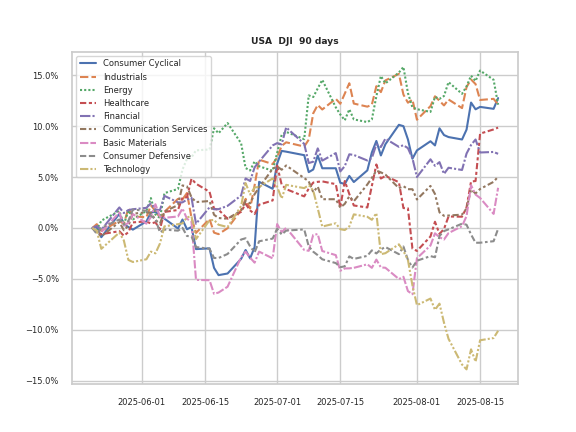 USA  DJI  90 days
Consumer Cyclical
Industrials
Energy
Healthcare
Financial
Communication Services
Basic Materials
Consumer Defensive
Technology
15.0%
10.0%
5.0%
0.0%
−5.0%
−10.0%
−15.0%
2025-06-01 2025-06-15 2025-07-01 2025-07-15 2025-08-01 2025-08-15